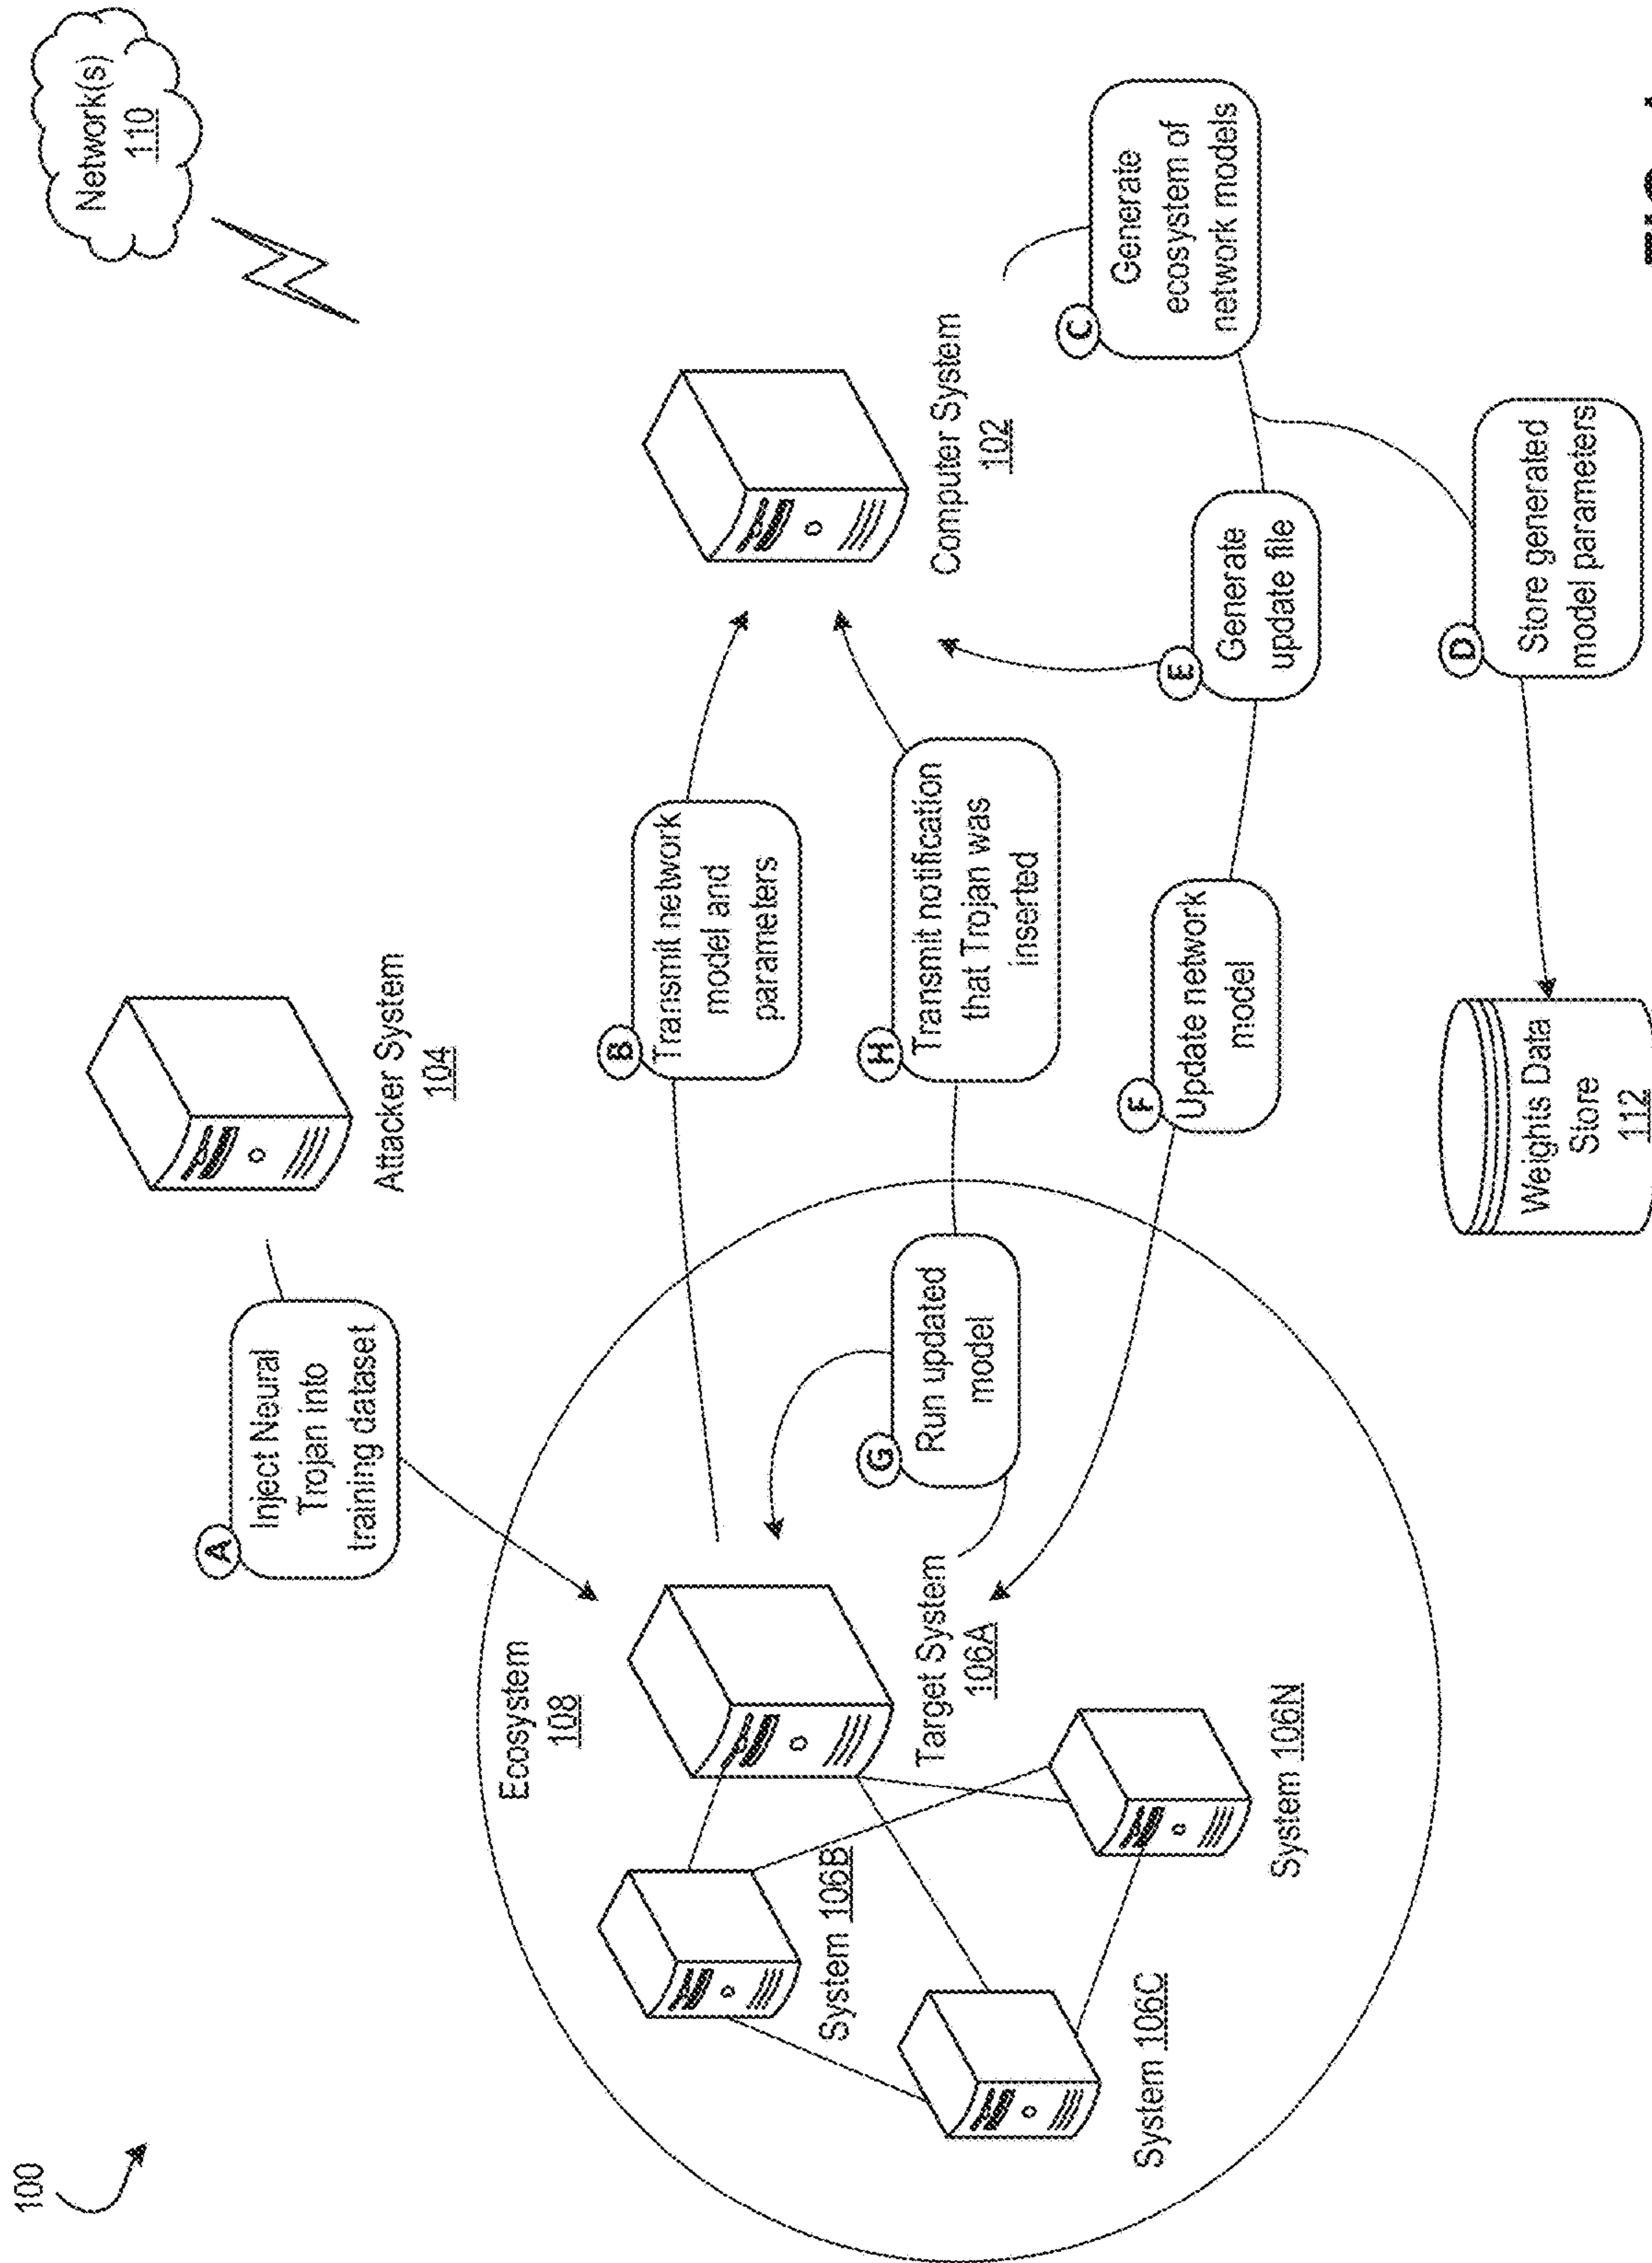 100
Network(s)
110
Attacker System
104
A
Inject Neural
Trojan into
training dataset
Ecosystem
108
B
Transmit network
model and
parameters
Computer System
102
H
Transmit notification
that Trojan was
inserted
G
Run updated
model
Target System
106A
System 106B
System 106C
System 106N
F
Update network
model
E
Generate
update file
C
Generate
ecosystem of
network models
D
Store generated
model parameters
Weights Data
Store
112